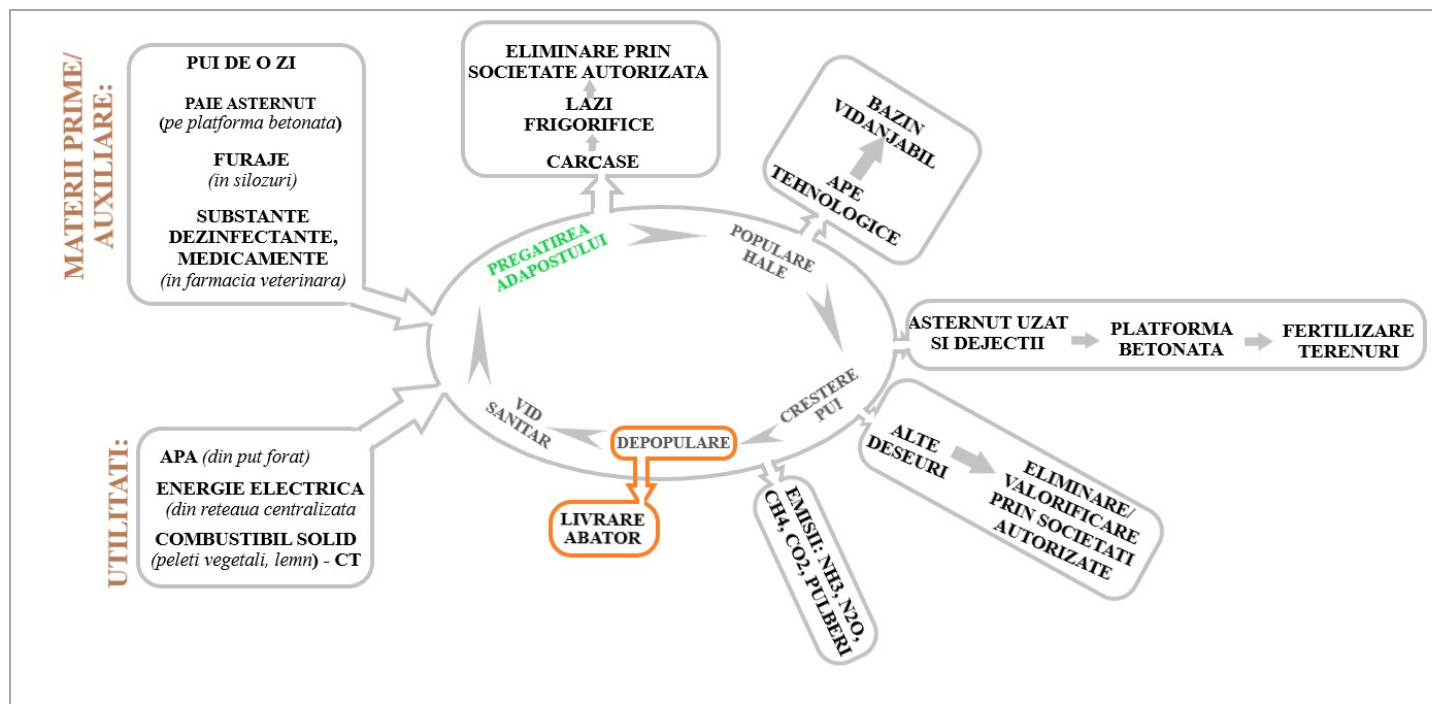 MATERII PRIME/
AUXILIARE:
PUI DE O ZI
PAIE ASTERNUT
(pe platforma betonata)
FURAJE
(in silozuri)
SUBSTANTE
DEZINFECTANTE,
MEDICAMENTE
(in farmacia veterinara)
UTILITATI:
APA (din put forat)
ENERGIE ELECTRICA
(din reteaua centralizata
COMBUSTIBIL SOLID
(peleti vegetali, lemn) - CT
ELIMINARE PRIN
SOCIETATE AUTORIZATA
LAZI
FRIGORIFICE
CARCASE
BAZIN
VIDANJABIL
APE
TEHNOLOGICE
PREGATIREA
ADAPOSTULUI
POPULARE
HALE
CRESTERE
PUI
DEPOPULARE
VID
SANITAR
LIVRARE
ABATOR
ASTERNUT UZAT
SI DEJECTII
PLATFORMA
BETONATA
FERTILIZARE
TERENURI
ALTE
DESEURI
ELIMINARE/
VALORIFICARE
PRIN SOCIETATI
AUTORIZATE
EMISII: NH3, N2O,
CH4, CO2, PULBERI